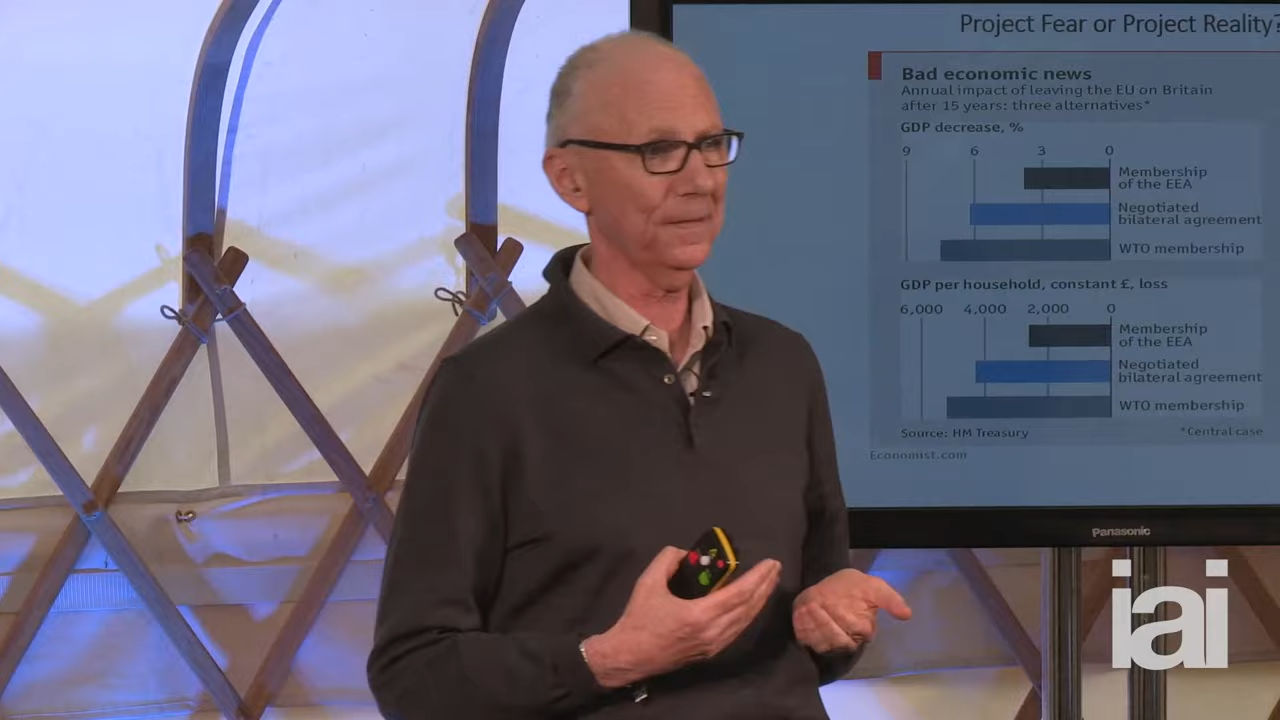 Project Fear or Project Reality?
Bad economic news
Annual impact of leaving the EU on Britain
after 15 years: three alternatives*
GDP decrease, %
9 6 3 0
Membership
of the EEA
Negotiated
bilateral agreement
WTO membership
GDP per household, constant £, loss
6,000 4,000 2,000 0
Membership
of the EEA
Negotiated
bilateral agreement
WTO membership
Source: HM Treasury *Central case
Economist.com
Panasonic
iai